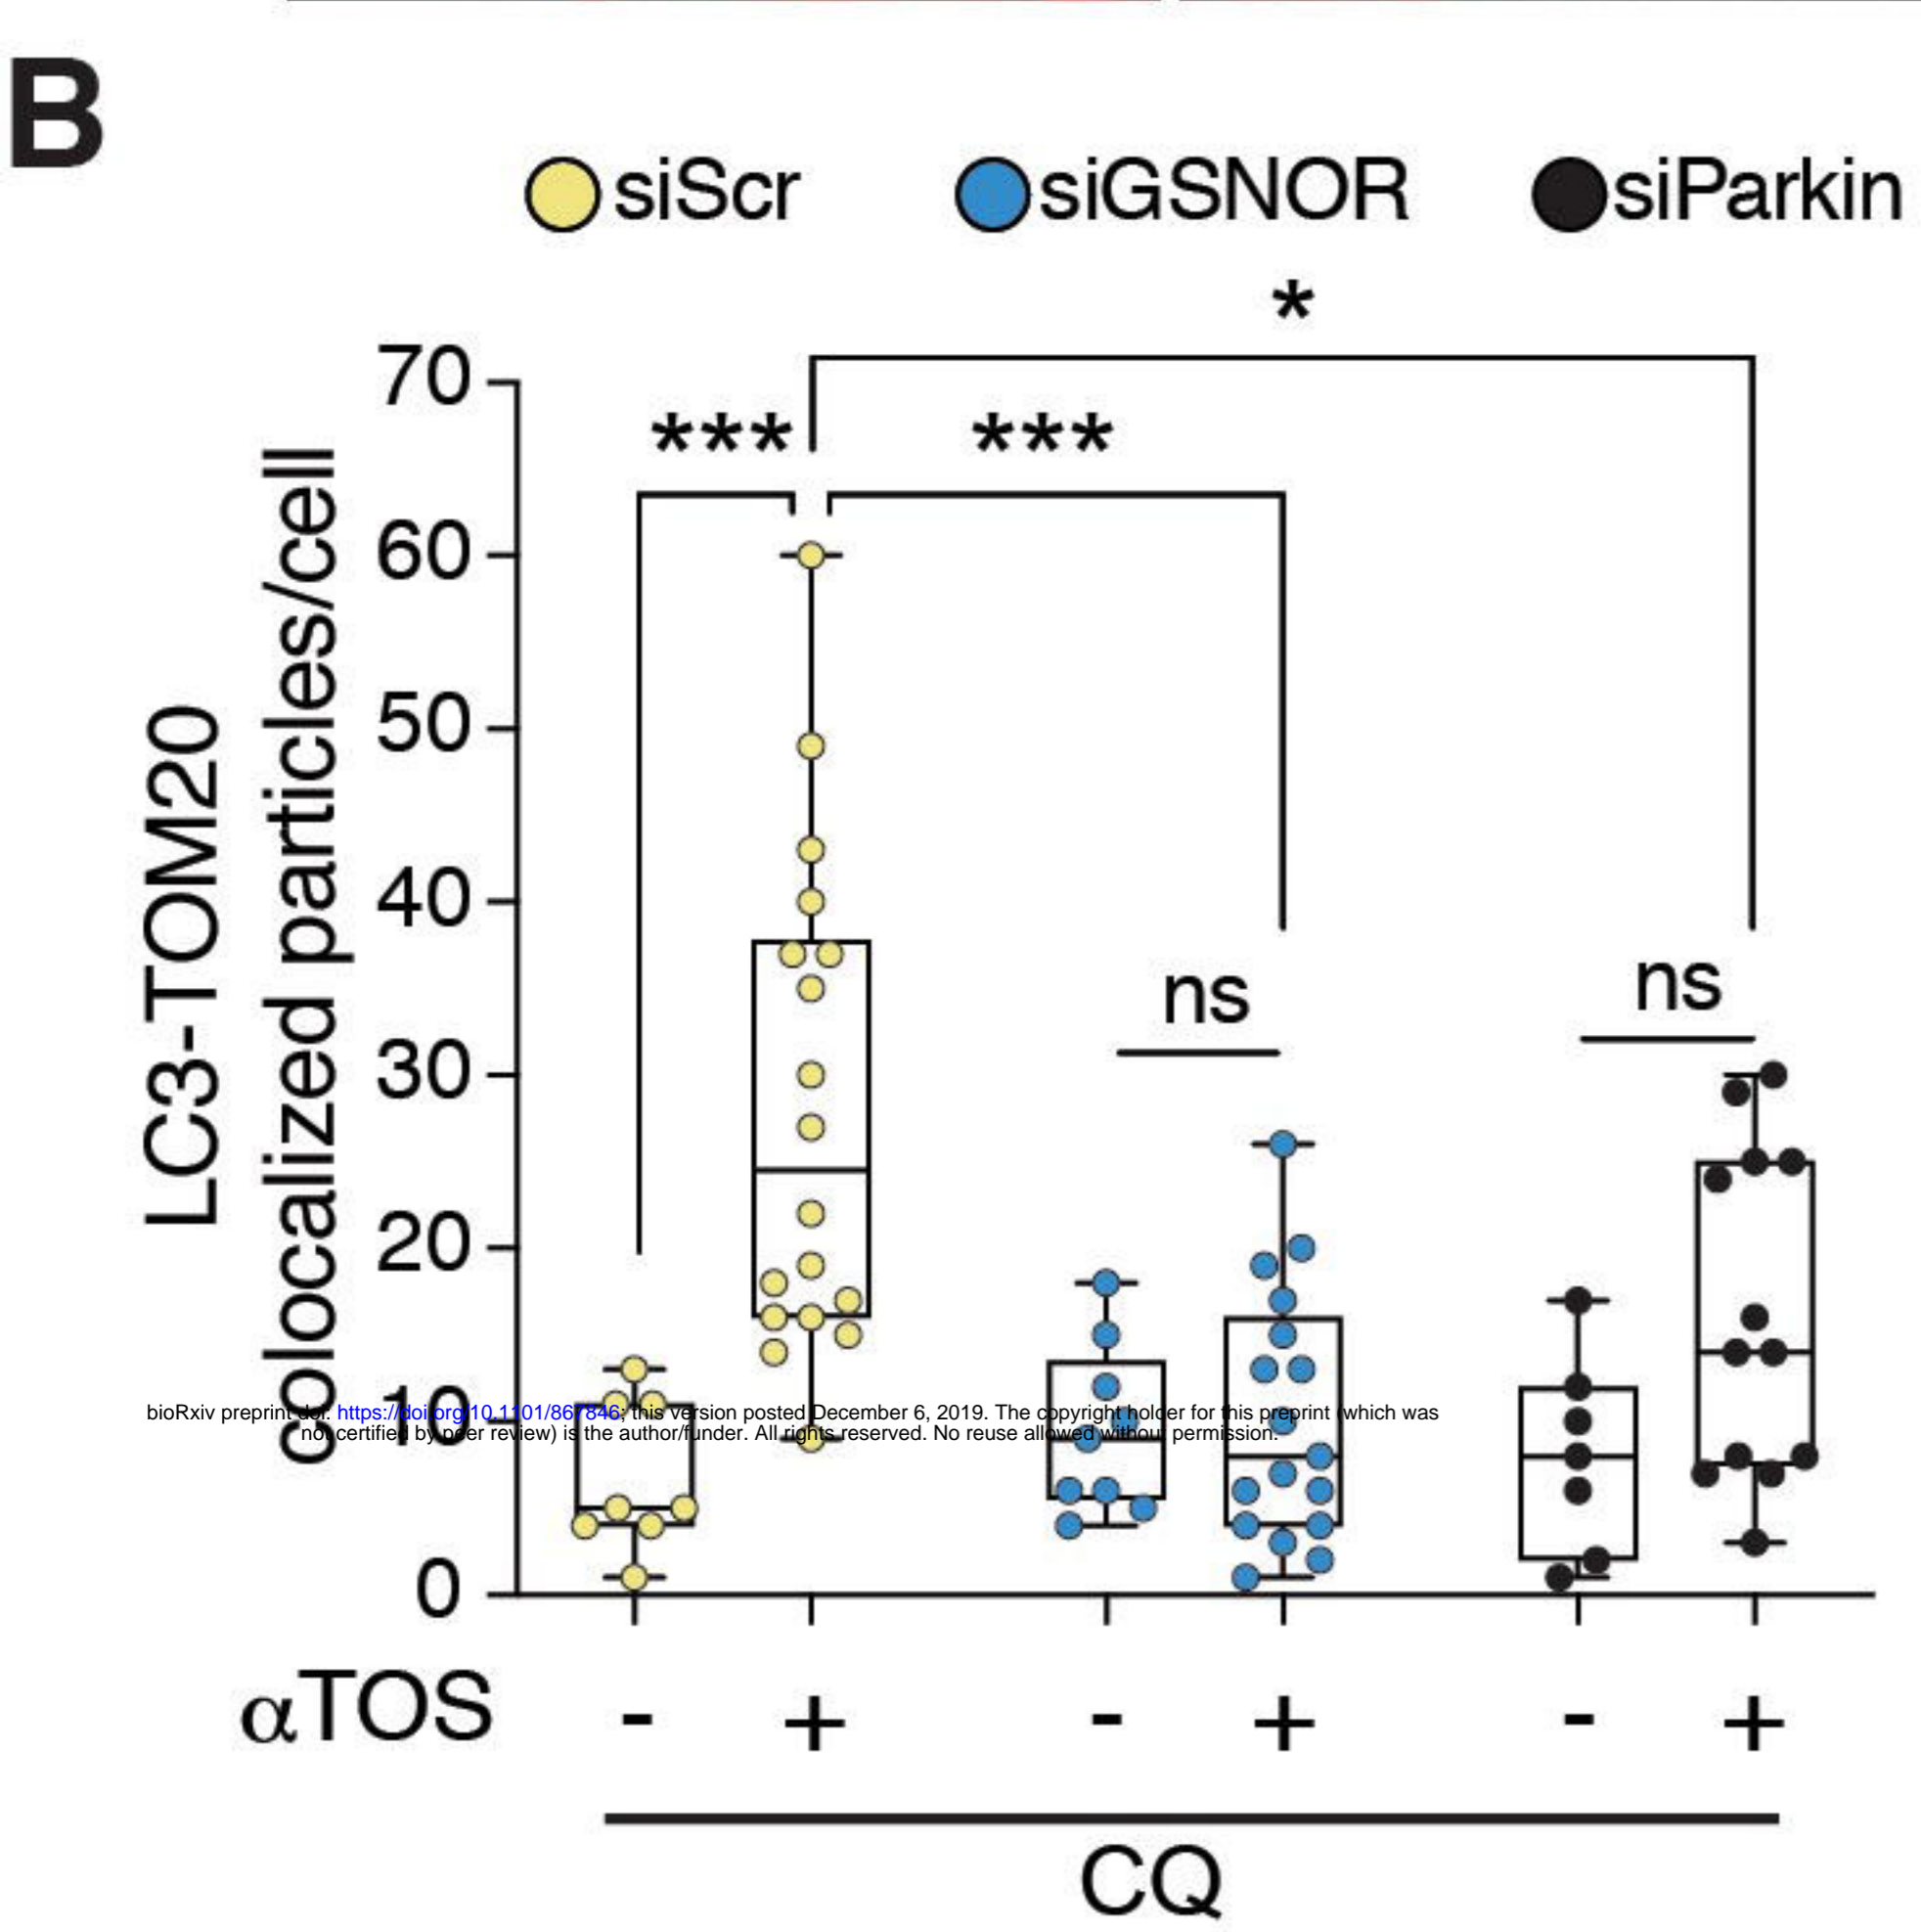 B
siScr siGSNOR siParkin
*
*** ***
70
60
50
40
30
20
10
0
LC3-TOM20
colocalized particles/cell
ns ns
bioRxiv preprint doi: https://doi.org/10.1101/867846; this version posted December 6, 2019. The copyright holder for this preprint (which was
not certified by peer review) is the author/funder. All rights reserved. No reuse allowed without permission.
αTOS - + - + - +
CQ